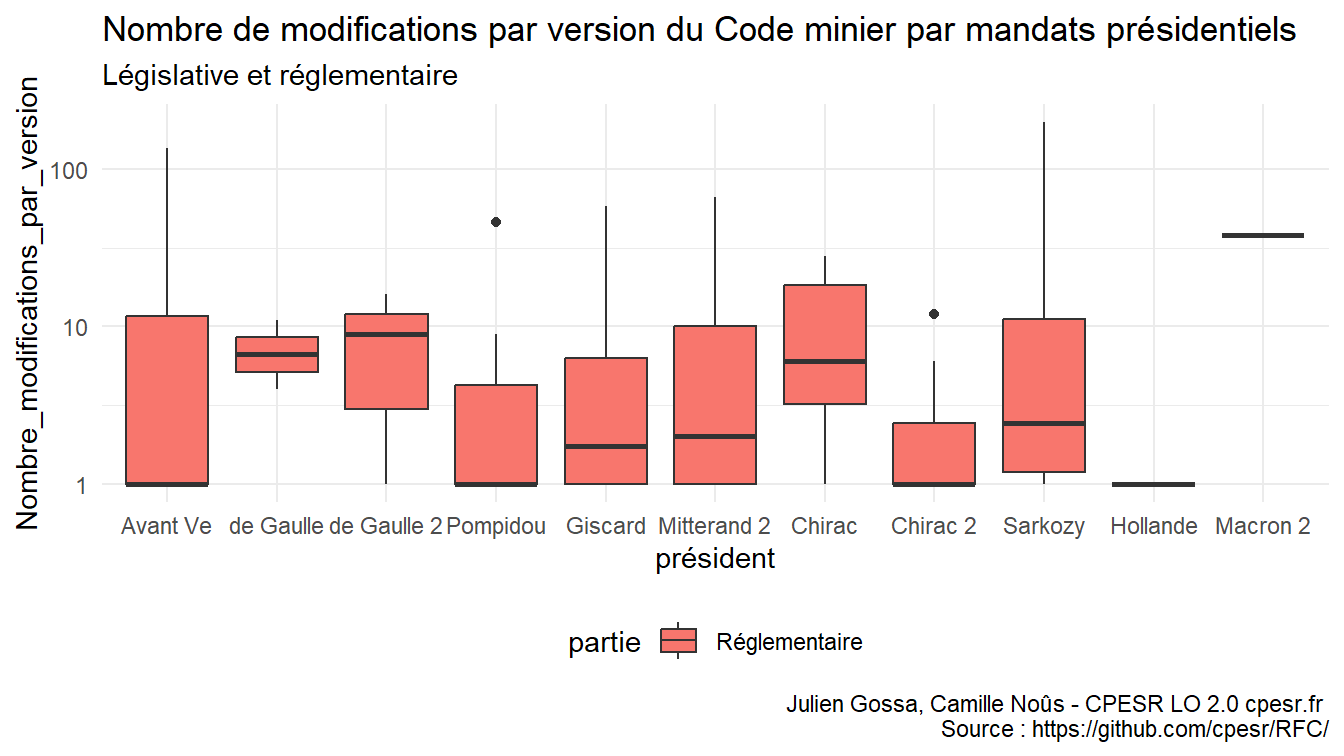 Nombre de modifications par version du Code minier par mandats présidentiels
Législative et réglementaire
Nombre_modifications_par_version
100
10
1
Avant Ve de Gaulle de Gaulle 2 Pompidou Giscard Mitterand 2 Chirac Chirac 2 Sarkozy Hollande Macron 2
président
partie Réglementaire
Julien Gossa, Camille Noûs - CPESR LO 2.0 cpesr.fr
Source : https://github.com/cpesr/RFC/